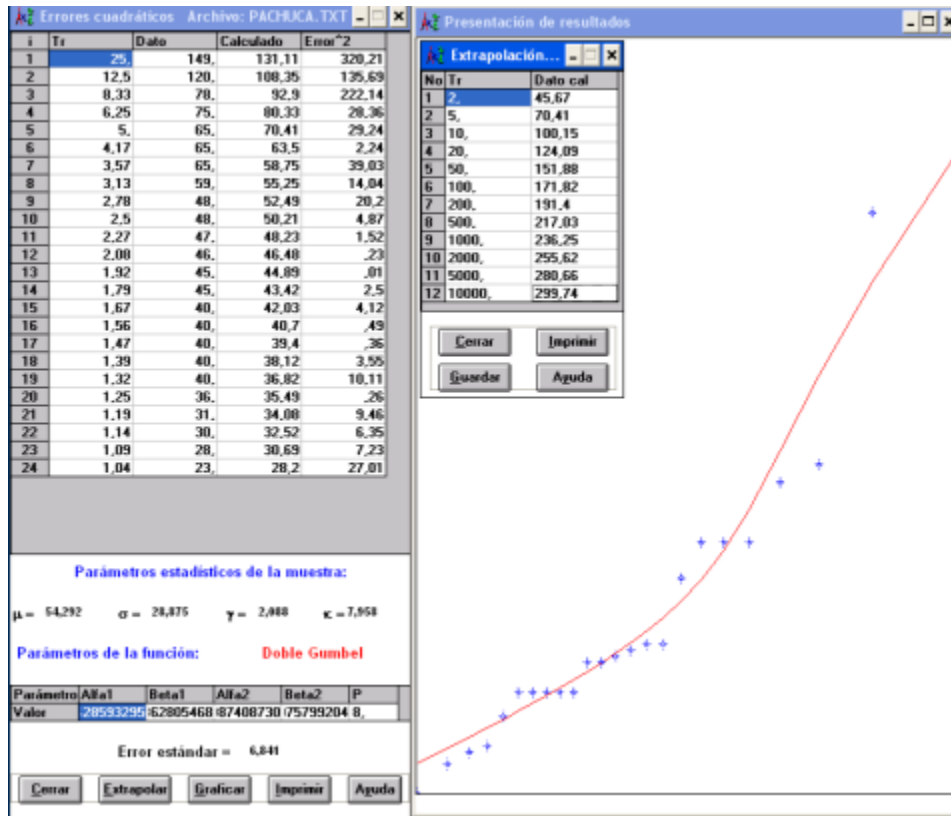 Errores cuadráticos Archivo: PACHUCA.TXT
i Tr Dato Calculado Error^2
1 25, 149, 131,11 320,21
2 12,5 120, 108,35 135,69
3 8,33 78, 92,9 222,14
4 6,25 75, 80,33 28,36
5 5, 65, 70,41 29,24
6 4,17 65, 63,5 2,24
7 3,57 65, 58,75 39,03
8 3,13 59, 55,25 14,04
9 2,78 48, 52,49 20,2
10 2,5 48, 50,21 4,87
11 2,27 47, 48,23 1,52
12 2,08 46, 46,48 ,23
13 1,92 45, 44,89 ,01
14 1,79 45, 43,42 2,5
15 1,67 40, 42,03 4,12
16 1,56 40, 40,7 ,49
17 1,47 40, 39,4 ,36
18 1,39 40, 38,12 3,55
19 1,32 40, 36,82 10,11
20 1,25 36, 35,49 ,26
21 1,19 31, 34,08 9,46
22 1,14 30, 32,52 6,35
23 1,09 28, 30,69 7,23
24 1,04 23, 28,2 27,01
Parámetros estadísticos de la muestra:
μ = 54,292 σ = 28,875 γ = 2,088 κ = 7,958
Parámetros de la función: Doble Gumbel
Parámetro Alfa1 Beta1 Alfa2 Beta2 P
Valor 28593295 62805468 87408730 75799204 8,
Error estándar = 6,841
Cerrar Extrapolar Graficar Imprimir Ayuda
Presentación de resultados
Extrapolación...
No Tr Dato cal
1 2, 45,67
2 5, 70,41
3 10, 100,15
4 20, 124,09
5 50, 151,88
6 100, 171,82
7 200, 191,4
8 500, 217,03
9 1000, 236,25
10 2000, 255,62
11 5000, 280,66
12 10000, 299,74
Cerrar Imprimir
Guardar Ayuda